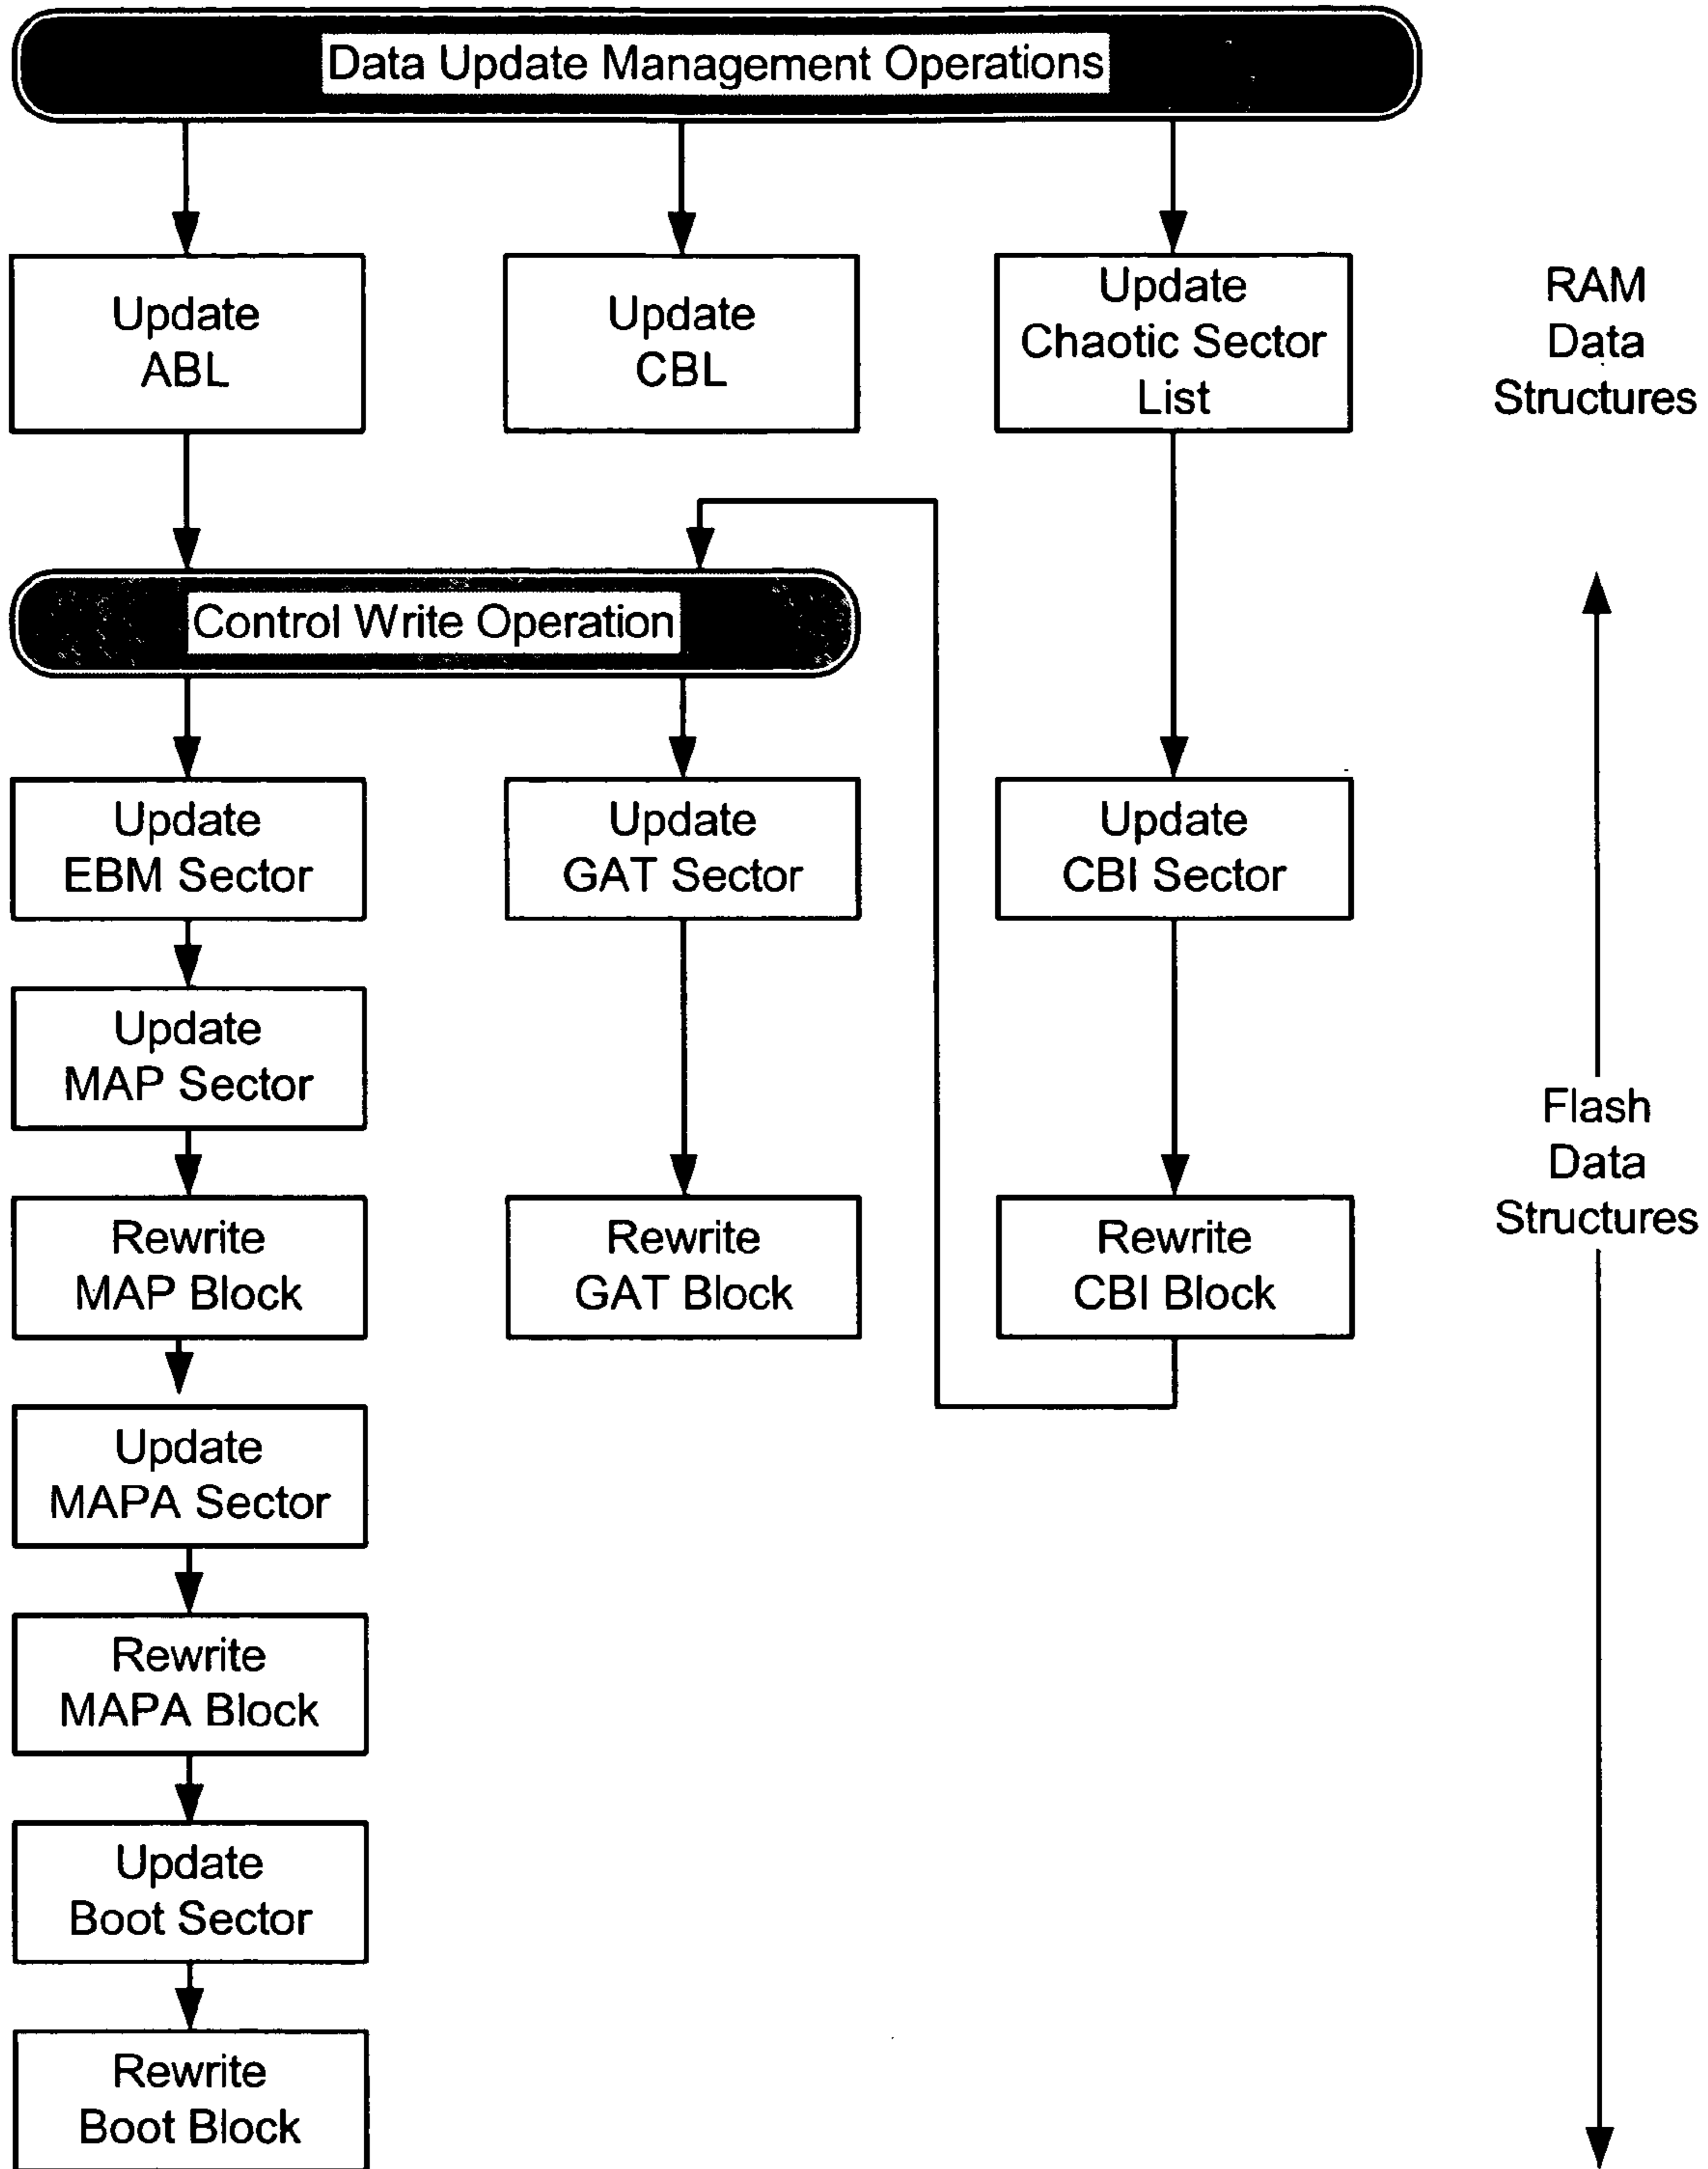 Data Update Management Operations
Update
ABL
Update
CBL
Update
Chaotic Sector
List
RAM
Data
Structures
Control Write Operation
Update
EBM Sector
Update
GAT Sector
Update
CBI Sector
Update
MAP Sector
Flash
Data
Structures
Rewrite
MAP Block
Rewrite
GAT Block
Rewrite
CBI Block
Update
MAPA Sector
Rewrite
MAPA Block
Update
Boot Sector
Rewrite
Boot Block